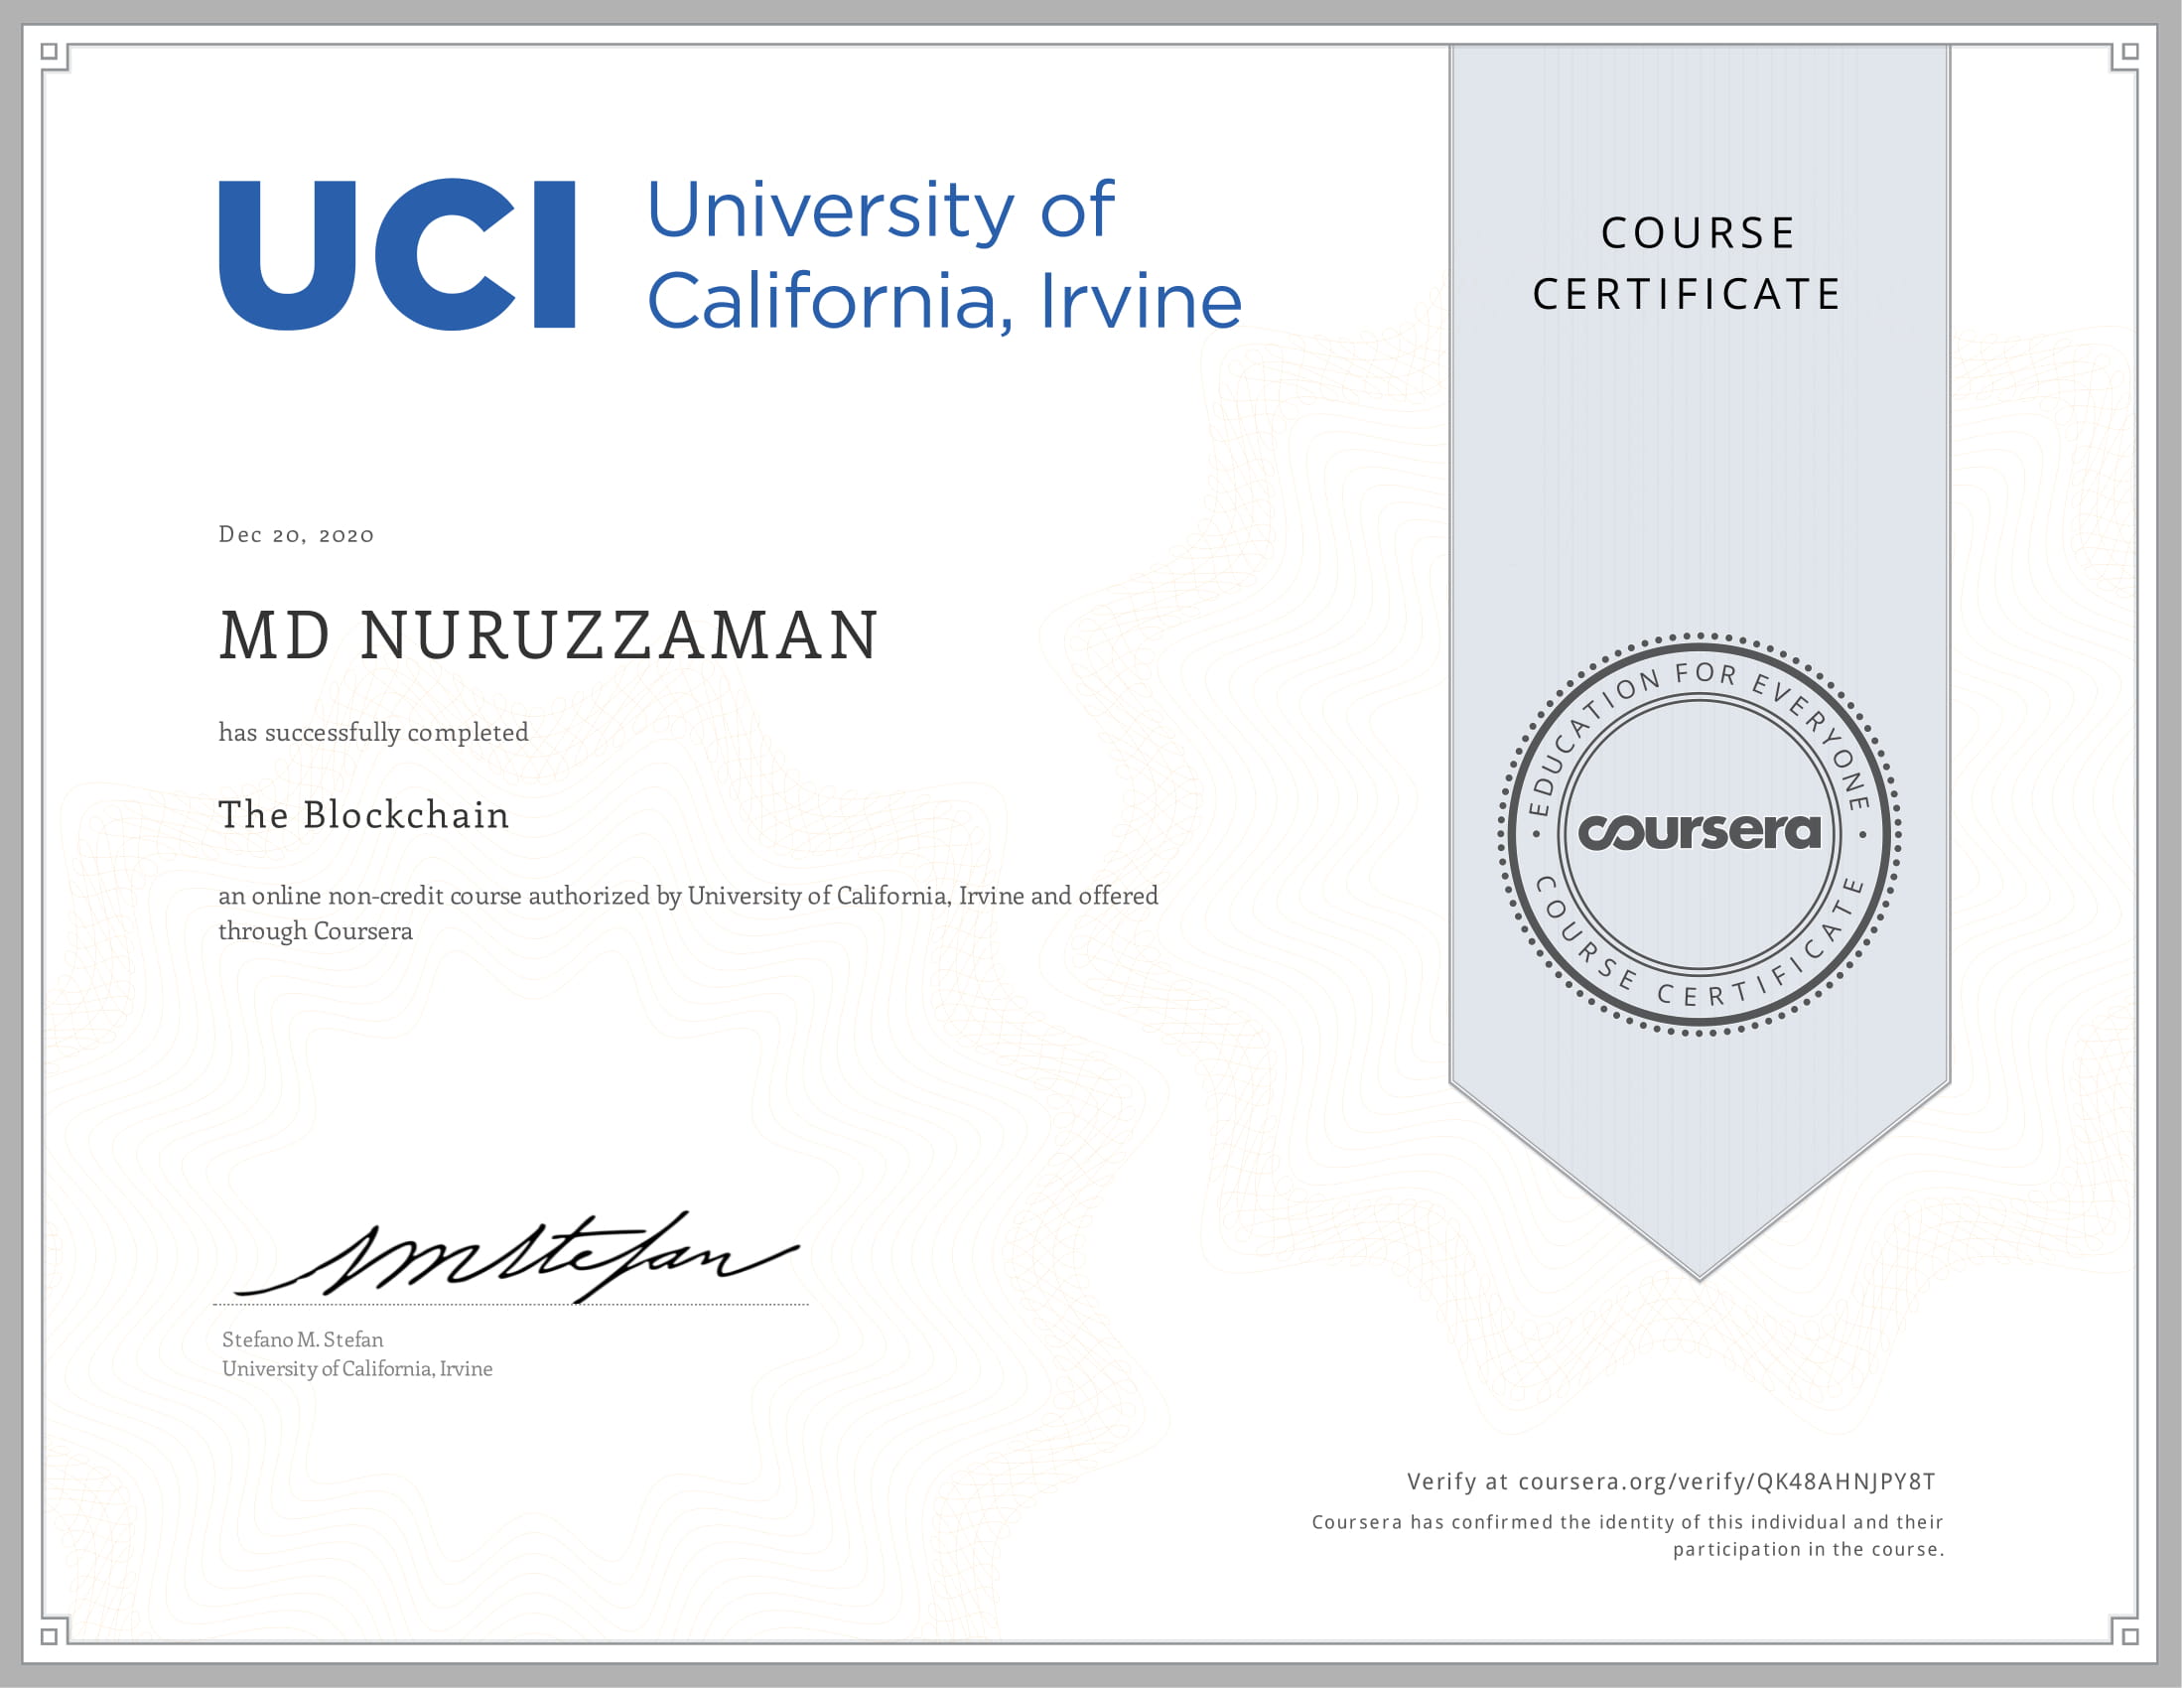 UCI
University of
California, Irvine
COURSE
CERTIFICATE
Dec 20, 2020
MD NURUZZAMAN
has successfully completed
The Blockchain
an online non-credit course authorized by University of California, Irvine and offered
through Coursera
EDUCATION FOR EVERYONE
coursera
COURSE CERTIFICATE
SMStefan
Stefano M. Stefan
University of California, Irvine
Verify at coursera.org/verify/QK48AHNJPY8T
Coursera has confirmed the identity of this individual and their
participation in the course.